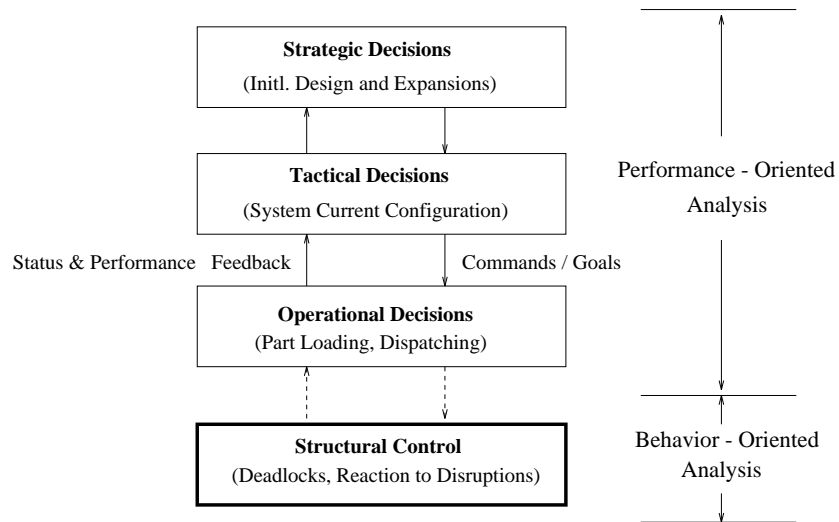 Strategic Decisions
(Initl. Design and Expansions)
Tactical Decisions
(System Current Configuration)
Performance - Oriented
Analysis
Status & Performance Feedback
Commands / Goals
Operational Decisions
(Part Loading, Dispatching)
Structural Control
(Deadlocks, Reaction to Disruptions)
Behavior - Oriented
Analysis